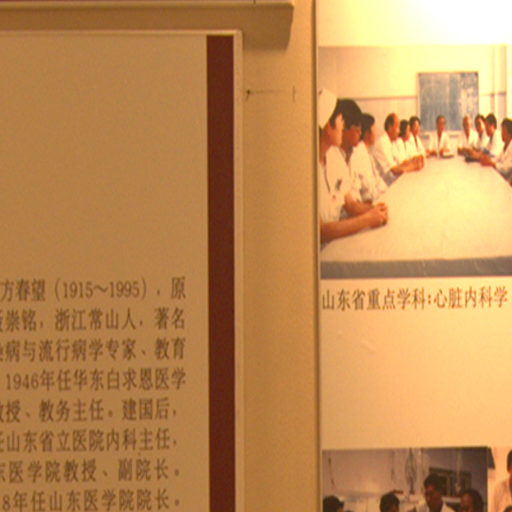 方春望（1915～1995），原
崇铭，浙江常山人，著名
病与流行病学专家、教育
1946年任华东白求恩医学
教授、教务主任。建国后，
任山东省立医院内科主任，
东医学院教授、副院长。
8年任山东医学院院长。
山东省重点学科:心脏内科学